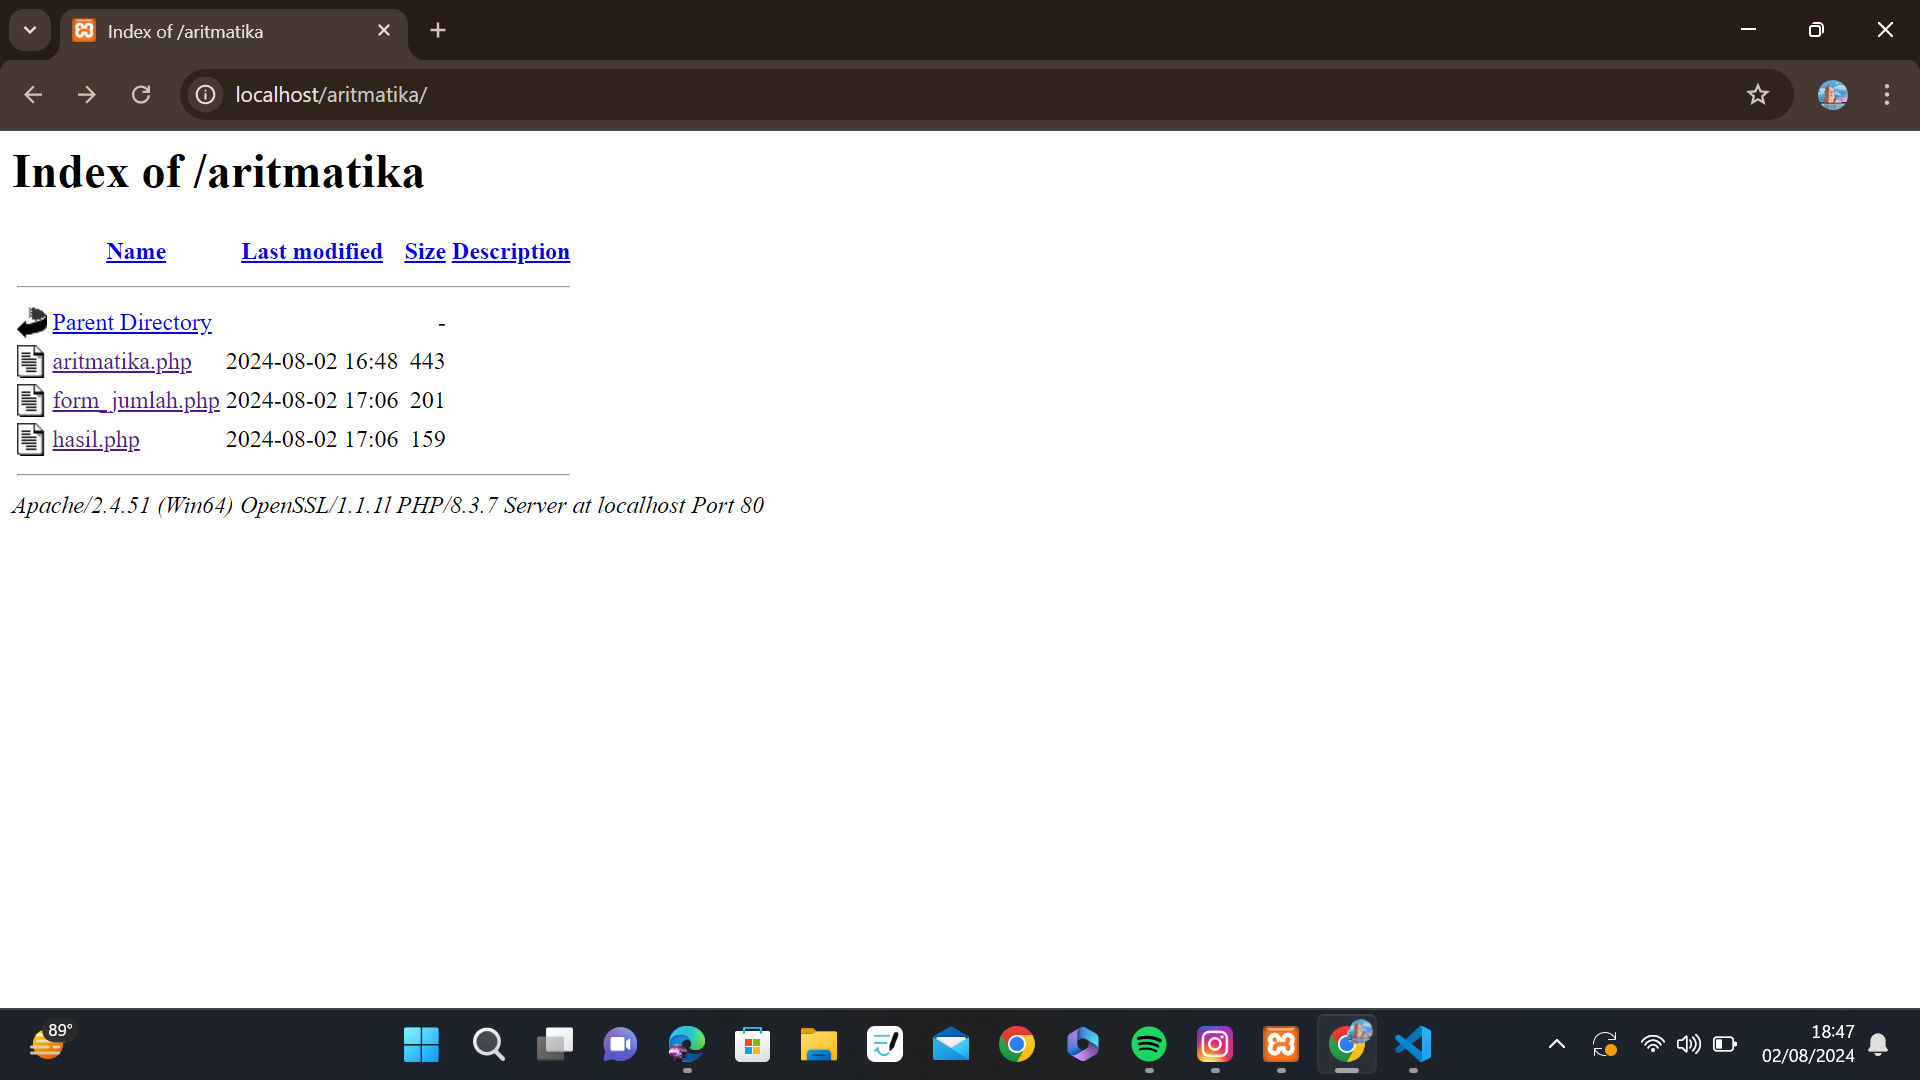 Index of /aritmatika
localhost/aritmatika/
Index of /aritmatika
Name Last modified Size Description
Parent Directory -
aritmatika.php 2024-08-02 16:48 443
form_jumlah.php 2024-08-02 17:06 201
hasil.php 2024-08-02 17:06 159
Apache/2.4.51 (Win64) OpenSSL/1.1.1l PHP/8.3.7 Server at localhost Port 80
89°
18:47
02/08/2024